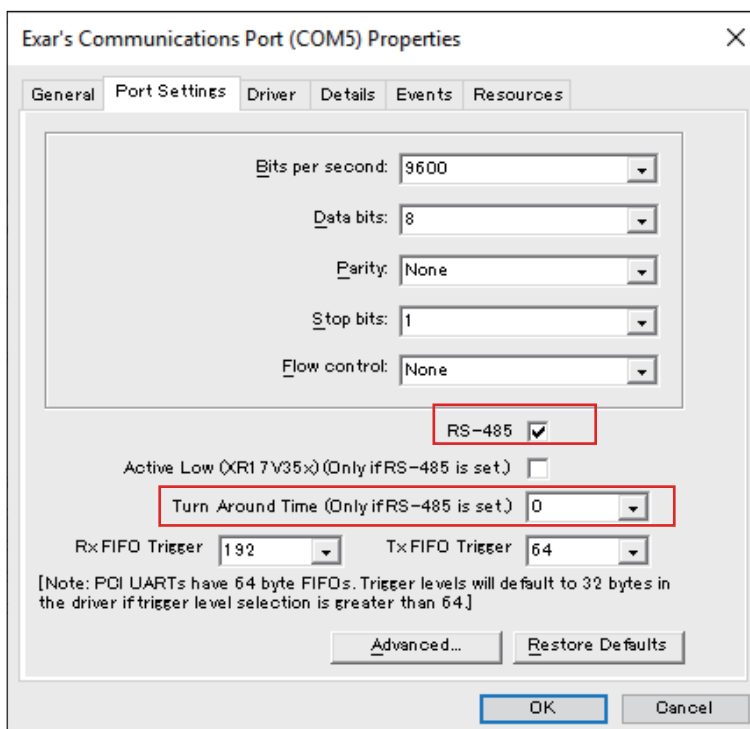 Exar's Communications Port (COM5) Properties
General Port Settings Driver Details Events Resources
Bits per second: 9600
Data bits: 8
Parity: None
Stop bits: 1
Flow control: None
RS-485
Active Low (XR17V35x) (Only if RS-485 is set.)
Turn Around Time (Only if RS-485 is set.) 0
Rx FIFO Trigger 192 Tx FIFO Trigger 64
[Note: PCI UARTs have 64 byte FIFOs. Trigger levels will default to 32 bytes in
the driver if trigger level selection is greater than 64.]
Advanced... Restore Defaults
OK Cancel